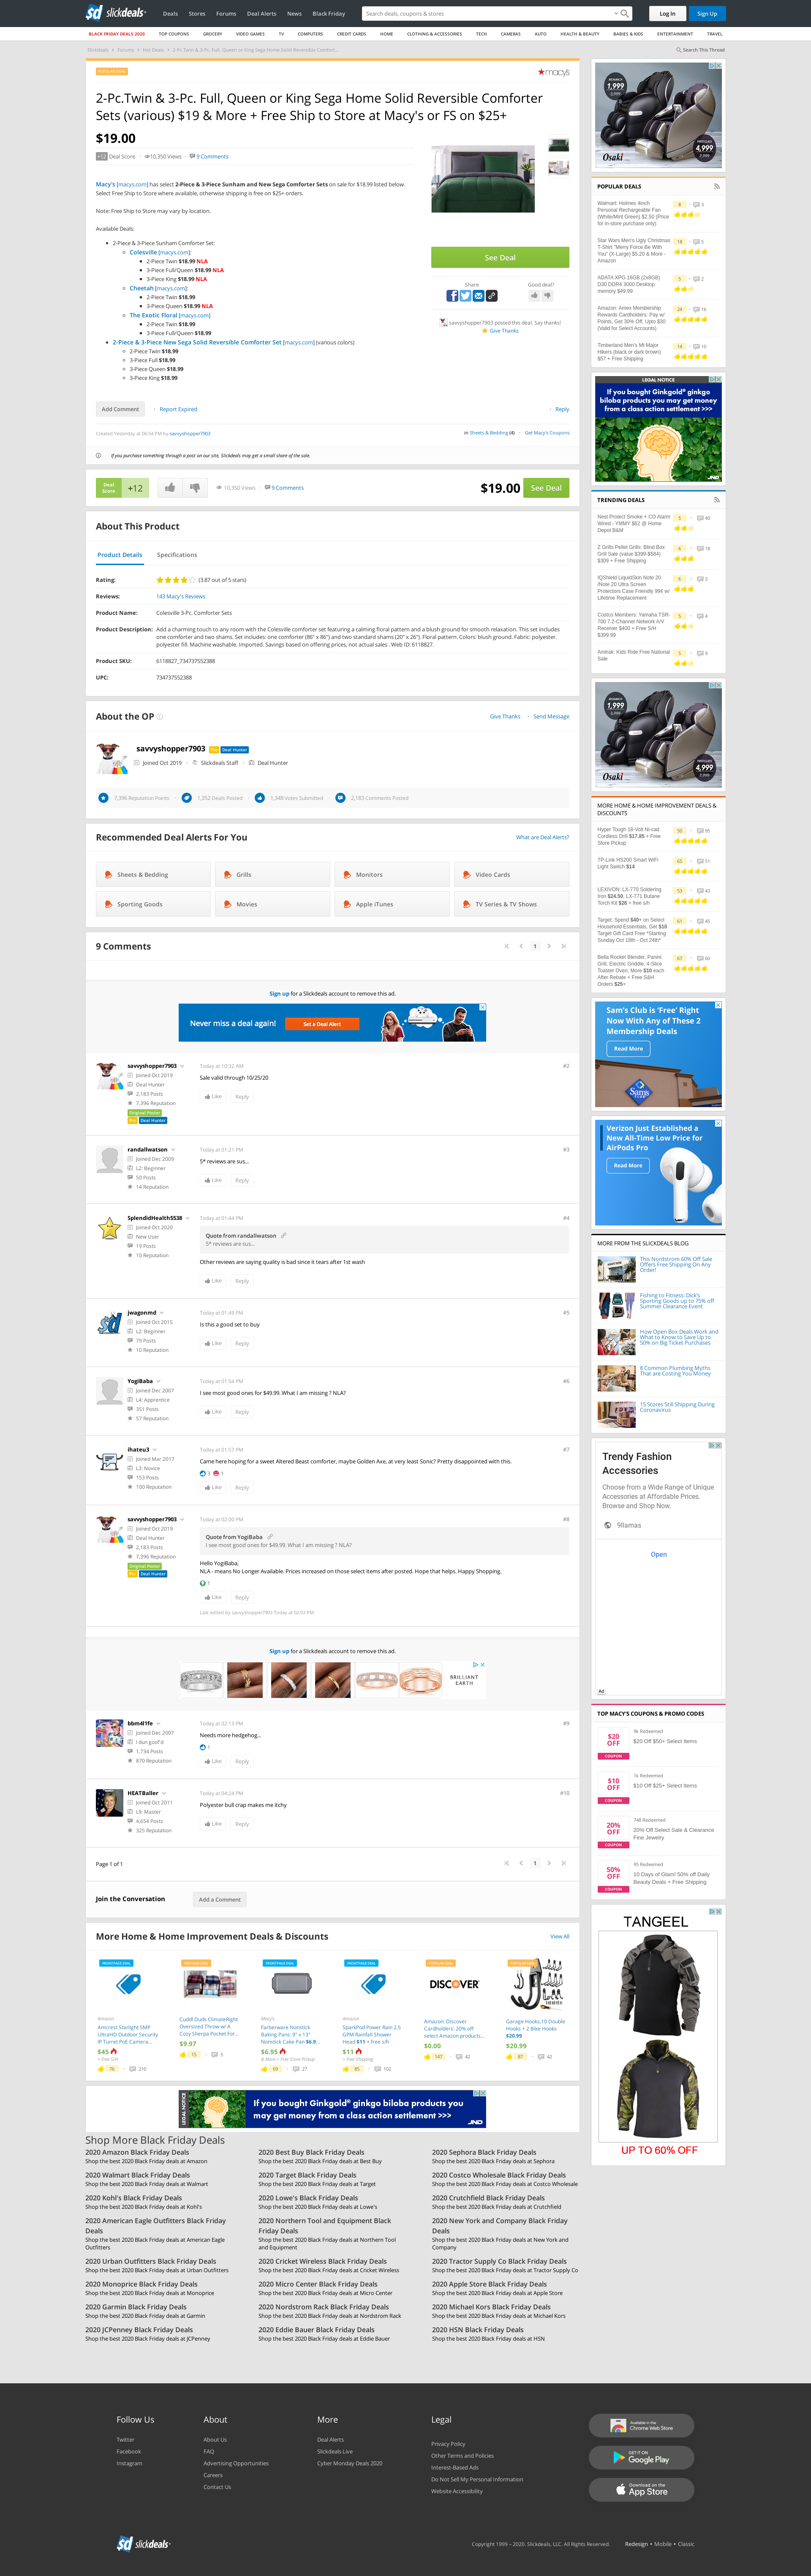 slickdeals
Deals Stores Forums Deal Alerts News Black Friday
Search deals, coupons & stores
Log In Sign Up
BLACK FRIDAY DEALS 2020 TOP COUPONS GROCERY VIDEO GAMES TV COMPUTERS CREDIT CARDS HOME CLOTHING & ACCESSORIES TECH CAMERAS AUTO HEALTH & BEAUTY BABIES & KIDS ENTERTAINMENT TRAVEL
Slickdeals Forums Hot Deals 2-Pc.Twin & 3-Pc. Full, Queen or King Sega Home Solid Reversible Comfort...
Search This Thread
POPULAR DEAL
macys
2-Pc.Twin & 3-Pc. Full, Queen or King Sega Home Solid Reversible Comforter
Sets (various) $19 & More + Free Ship to Store at Macy's or FS on $25+
$19.00
+12 Deal Score 10,350 Views 9 Comments
Macy's [macys.com] has select 2-Piece & 3-Piece Sunham and New Sega Comforter Sets on sale for $18.99 listed below.
Select Free Ship to Store where available, otherwise shipping is free on $25+ orders.
Note: Free Ship to Store may vary by location.
Available Deals:
2-Piece & 3-Piece Sunham Comforter Set:
Colesville [macys.com]:
2-Piece Twin $18.99 NLA
3-Piece Full/Queen $18.99 NLA
3-Piece King $18.99 NLA
Cheetah [macys.com]:
2-Piece Twin $18.99
3-Piece Queen $18.99 NLA
The Exotic Floral [macys.com]
2-Piece Twin $18.99
3-Piece Full/Queen $18.99
2-Piece & 3-Piece New Sega Solid Reversible Comforter Set [macys.com] (various colors)
2-Piece Twin $18.99
3-Piece Full $18.99
3-Piece Queen $18.99
3-Piece King $18.99
See Deal
Share Good deal?
savvyshopper7903 posted this deal. Say thanks!
Give Thanks
Add Comment Report Expired Reply
Created Yesterday at 06:04 PM by savvyshopper7903
in Sheets & Bedding (4) Get Macy's Coupons
If you purchase something through a post on our site, Slickdeals may get a small share of the sale.
Deal Score +12 10,350 Views 9 Comments $19.00 See Deal
About This Product
Product Details Specifications
Rating: (3.87 out of 5 stars)
Reviews: 143 Macy's Reviews
Product Name: Colesville 3-Pc. Comforter Sets
Product Description: Add a charming touch to any room with the Colesville comforter set featuring a calming floral pattern and a plush blend ground for smooth relaxation. This set includes
one comforter and two shams. Set includes: one comforter (86" x 86") and two standard shams (20" x 26"). Floral pattern. Colors: blush ground. Fabric: polyester.
polyester fill. Machine washable. Imported. Savings based on offering prices, not actual sales . Web ID: 6118827.
Product SKU: 6118827_734737552388
UPC: 734737552388
About the OP
Give Thanks Send Message
savvyshopper7903 Pro Deal Hunter
Joined Oct 2019 Slickdeals Staff Deal Hunter
7,396 Reputation Points 1,352 Deals Posted 1,348 Votes Submitted 2,183 Comments Posted
Recommended Deal Alerts For You
What are Deal Alerts?
Sheets & Bedding Grills Monitors Video Cards
Sporting Goods Movies Apple iTunes TV Series & TV Shows
9 Comments
1
Sign up for a Slickdeals account to remove this ad.
Never miss a deal again! Set a Deal Alert
savvyshopper7903
Joined Oct 2019
Deal Hunter
2,183 Posts
7,396 Reputation
Original Poster
Pro Deal Hunter
Today at 10:32 AM #2
Sale valid through 10/25/20
Like Reply
randallwatson
Joined Dec 2009
L2: Beginner
50 Posts
14 Reputation
Today at 01:21 PM #3
5* reviews are sus...
Like Reply
SplendidHealth5538
Joined Oct 2020
New User
19 Posts
10 Reputation
Today at 01:44 PM #4
Quote from randallwatson
5* reviews are sus...
Other reviews are saying quality is bad since it tears after 1st wash
Like Reply
jwagonmd
Joined Oct 2015
L2: Beginner
79 Posts
10 Reputation
Today at 01:49 PM #5
Is this a good set to buy
Like Reply
YogiBaba
Joined Dec 2007
L4: Apprentice
351 Posts
57 Reputation
Today at 01:54 PM #6
I see most good ones for $49.99. What I am missing ? NLA?
Like Reply
ihateu3
Joined Mar 2017
L3: Novice
153 Posts
100 Reputation
Today at 01:57 PM #7
Came here hoping for a sweet Altered Beast comforter, maybe Golden Axe, at very least Sonic? Pretty disappointed with this.
3 1
Like Reply
savvyshopper7903
Joined Oct 2019
Deal Hunter
2,183 Posts
7,396 Reputation
Original Poster
Pro Deal Hunter
Today at 02:00 PM #8
Quote from YogiBaba
I see most good ones for $49.99. What I am missing ? NLA?
Hello YogiBaba,
NLA - means No Longer Available. Prices increased on those select items after posted. Hope that helps. Happy Shopping.
1
Like Reply
Last edited by savvyshopper7903 Today at 02:03 PM.
Sign up for a Slickdeals account to remove this ad.
BRILLIANT EARTH
bbm4l1fe
Joined Dec 2007
I dun goof'd
1,734 Posts
870 Reputation
Today at 02:13 PM #9
Needs more hedgehog...
1
Like Reply
HEATBaller
Joined Oct 2011
L9: Master
4,654 Posts
325 Reputation
Today at 04:24 PM #10
Polyester bull crap makes me itchy
Like Reply
Page 1 of 1
1
Join the Conversation Add a Comment
More Home & Home Improvement Deals & Discounts
View All
FRONTPAGE DEAL
Amazon
Amcrest Starlight 5MP
UltraHD Outdoor Security
IP Turret PoE Camera...
$45
+ Free S/H
76 210
POPULAR DEAL
Cuddl Duds ClimateRight
Oversized Throw w/ A
Cozy Sherpa Pocket For...
$9.97
15 5
FRONTPAGE DEAL
Macy's
Farberware Nonstick
Baking Pans: 9" x 13"
Nonstick Cake Pan $6.9...
$6.95
& More + Free Store Pickup
69 27
FRONTPAGE DEAL
Amazon
SparkPod Power Rain 2.5
GPM Rainfall Shower
Head $11 + Free s/h
$11
+ Free Shipping
85 102
POPULAR DEAL
DISCOVER
Amazon: Discover
Cardholders: 20% off
select Amazon products...
$0.00
147 42
POPULAR DEAL
Garage Hooks,10 Double
Hooks + 2 Bike Hooks
$20.99
$20.99
87 42
LEGAL NOTICE
If you bought Ginkgold® ginkgo biloba products you
may get money from a class action settlement >>>
JND
Shop More Black Friday Deals
2020 Amazon Black Friday Deals
Shop the best 2020 Black Friday deals at Amazon
2020 Best Buy Black Friday Deals
Shop the best 2020 Black Friday deals at Best Buy
2020 Sephora Black Friday Deals
Shop the best 2020 Black Friday deals at Sephora
2020 Walmart Black Friday Deals
Shop the best 2020 Black Friday deals at Walmart
2020 Target Black Friday Deals
Shop the best 2020 Black Friday deals at Target
2020 Costco Wholesale Black Friday Deals
Shop the best 2020 Black Friday deals at Costco Wholesale
2020 Kohl's Black Friday Deals
Shop the best 2020 Black Friday deals at Kohl's
2020 Lowe's Black Friday Deals
Shop the best 2020 Black Friday deals at Lowe's
2020 Crutchfield Black Friday Deals
Shop the best 2020 Black Friday deals at Crutchfield
2020 American Eagle Outfitters Black Friday
Deals
Shop the best 2020 Black Friday deals at American Eagle
Outfitters
2020 Northern Tool and Equipment Black
Friday Deals
Shop the best 2020 Black Friday deals at Northern Tool
and Equipment
2020 New York and Company Black Friday
Deals
Shop the best 2020 Black Friday deals at New York and
Company
2020 Urban Outfitters Black Friday Deals
Shop the best 2020 Black Friday deals at Urban Outfitters
2020 Cricket Wireless Black Friday Deals
Shop the best 2020 Black Friday deals at Cricket Wireless
2020 Tractor Supply Co Black Friday Deals
Shop the best 2020 Black Friday deals at Tractor Supply Co
2020 Monoprice Black Friday Deals
Shop the best 2020 Black Friday deals at Monoprice
2020 Micro Center Black Friday Deals
Shop the best 2020 Black Friday deals at Micro Center
2020 Apple Store Black Friday Deals
Shop the best 2020 Black Friday deals at Apple Store
2020 Garmin Black Friday Deals
Shop the best 2020 Black Friday deals at Garmin
2020 Nordstrom Rack Black Friday Deals
Shop the best 2020 Black Friday deals at Nordstrom Rack
2020 Michael Kors Black Friday Deals
Shop the best 2020 Black Friday deals at Michael Kors
2020 JCPenney Black Friday Deals
Shop the best 2020 Black Friday deals at JCPenney
2020 Eddie Bauer Black Friday Deals
Shop the best 2020 Black Friday deals at Eddie Bauer
2020 HSN Black Friday Deals
Shop the best 2020 Black Friday deals at HSN
MONARCH 1,999
4,999
Osaki
POPULAR DEALS
Walmart: Holmes 4inch
Personal Rechargeable Fan
(White/Mint Green) $2.50 (Price
for in-store purchase only)
8 3
Star Wars Men's Ugly Christmas
T-Shirt "Merry Force Be With
You" (X-Large) $5.20 & More -
Amazon
18 5
ADATA XPG 16GB (2x8GB)
D30 DDR4 3000 Desktop
memory $49.99
5 2
Amazon: Amex Membership
Rewards Cardholders: Pay w/
Points, Get 30% Off. Upto $30
(Valid for Select Accounts)
24 16
Timberland Men's Mt Major
Hikers (black or dark brown)
$57 + Free Shipping
14 10
LEGAL NOTICE
If you bought Ginkgold® ginkgo
biloba products you may get money
from a class action settlement >>>
JND
TRENDING DEALS
Nest Protect Smoke + CO Alarm
Wired - YMMY $62 @ Home
Depot B&M
5 40
Z Grills Pellet Grills: Blind Box
Grill Sale (value $399-$584)
$309 + Free Shipping
6 18
IQShield LiquidSkin Note 20
/Note 20 Ultra Screen
Protectors Case Friendly 99¢ w/
Lifetime Replacement
6 3
Costco Members: Yamaha TSR-
700 7.2-Channel Network A/V
Receiver $400 + Free S/H
$399.99
5 4
Amtrak: Kids Ride Free National
Sale
5 9
MONARCH 1,999
4,999
Osaki
MORE HOME & HOME IMPROVEMENT DEALS &
DISCOUNTS
Hyper Tough 18-Volt Ni-cad
Cordless Drill $17.85 + Free
Store Pickup
50 95
TP-Link HS200 Smart WiFi
Light Switch $14
65 51
LEXIVON: LX-770 Soldering
Iron $24.50, LX-771 Butane
Torch Kit $26 + free s/h
53 43
Target: Spend $40+ on Select
Household Essentials, Get $10
Target Gift Card Free *Starting
Sunday Oct 18th - Oct 24th*
61 45
Bella Rocket Blender, Panini
Grill, Electric Griddle, 4-Slice
Toaster Oven, More $10 each
After Rebate + Free S&H
Orders $25+
67 60
Sam's Club is 'Free' Right
Now With Any of These 2
Membership Deals
Read More
Sam's CLUB
Verizon Just Established a
New All-Time Low Price for
AirPods Pro
Read More
MORE FROM THE SLICKDEALS BLOG
This Nordstrom 60% Off Sale
Offers Free Shipping On Any
Order!
Fishing to Fitness: Dick's
Sporting Goods up to 75% off
Summer Clearance Event
How Open Box Deals Work and
What to Know to Save Up to
50% on Big Ticket Purchases
8 Common Plumbing Myths
That are Costing You Money
15 Stores Still Shipping During
Coronavirus
Trendy Fashion
Accessories
Choose from a Wide Range of Unique
Accessories at Affordable Prices.
Browse and Shop Now.
9llamas
Open
Ad
TOP MACY'S COUPONS & PROMO CODES
$20 OFF COUPON
9k Redeemed
$20 Off $50+ Select Items
$10 OFF COUPON
1k Redeemed
$10 Off $25+ Select Items
20% OFF COUPON
748 Redeemed
20% Off Select Sale & Clearance
Fine Jewelry
50% OFF COUPON
93 Redeemed
10 Days of Glam! 50% off Daily
Beauty Deals + Free Shipping
TANGEEL
UP TO 60% OFF
Follow Us
Twitter
Facebook
Instagram
About
About Us
FAQ
Advertising Opportunities
Careers
Contact Us
More
Deal Alerts
Slickdeals Live
Cyber Monday Deals 2020
Legal
Privacy Policy
Other Terms and Policies
Interest-Based Ads
Do Not Sell My Personal Information
Website Accessibility
Available in the
Chrome Web Store
GET IT ON
Google Play
Download on the
App Store
slickdeals
Copyright 1999 – 2020. Slickdeals, LLC. All Rights Reserved.
Redesign • Mobile • Classic